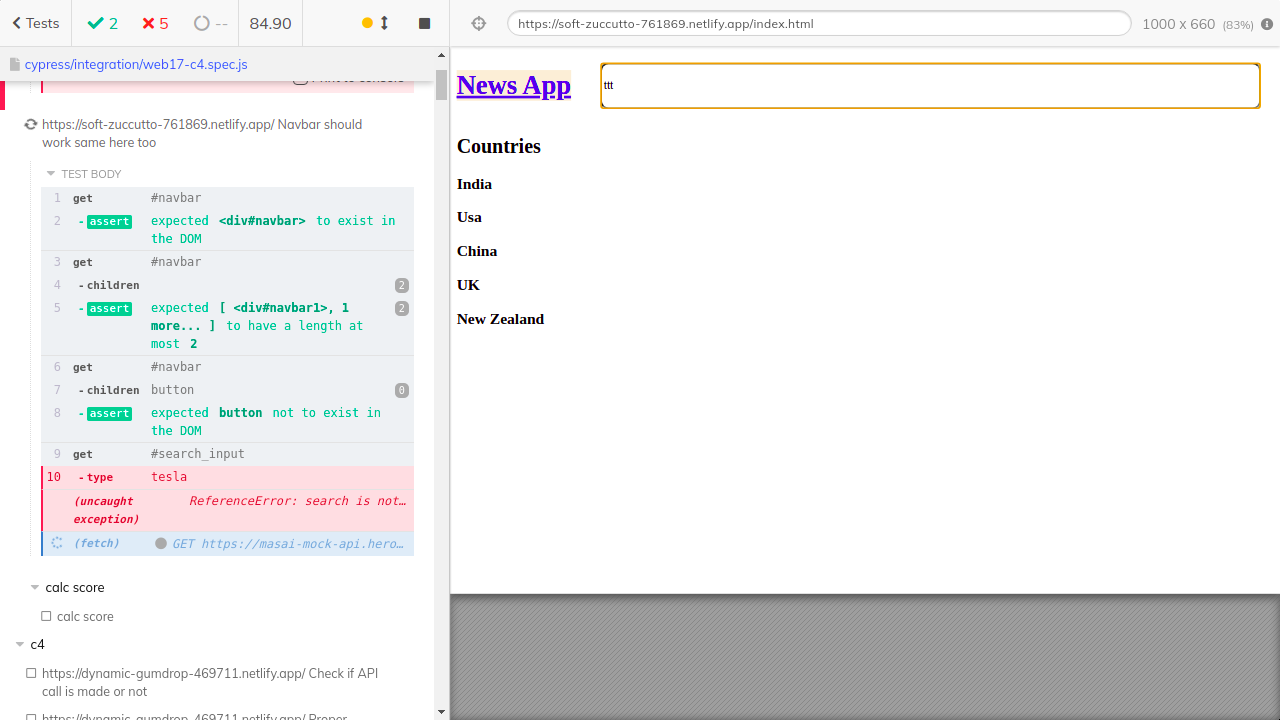 Tests
2
5
--
84.90
https://soft-zuccutto-761869.netlify.app/index.html
1000 x 660 (83%)
cypress/integration/web17-c4.spec.js
https://soft-zuccutto-761869.netlify.app/ Navbar should
work same here too
TEST BODY
1 get #navbar
2 - assert expected <div#navbar> to exist in
the DOM
3 get #navbar
4 - children 2
5 - assert expected [ <div#navbar1>, 1 2
more... ] to have a length at
most 2
6 get #navbar
7 - children button 0
8 - assert expected button not to exist in
the DOM
9 get #search_input
10 - type tesla
(uncaught ReferenceError: search is not…
exception)
(fetch) GET https://masai-mock-api.hero…
calc score
calc score
c4
https://dynamic-gumdrop-469711.netlify.app/ Check if API
call is made or not
https://dynamic-gumdrop-469711.netlify.app/ Proper
News App
ttt
Countries
India
Usa
China
UK
New Zealand